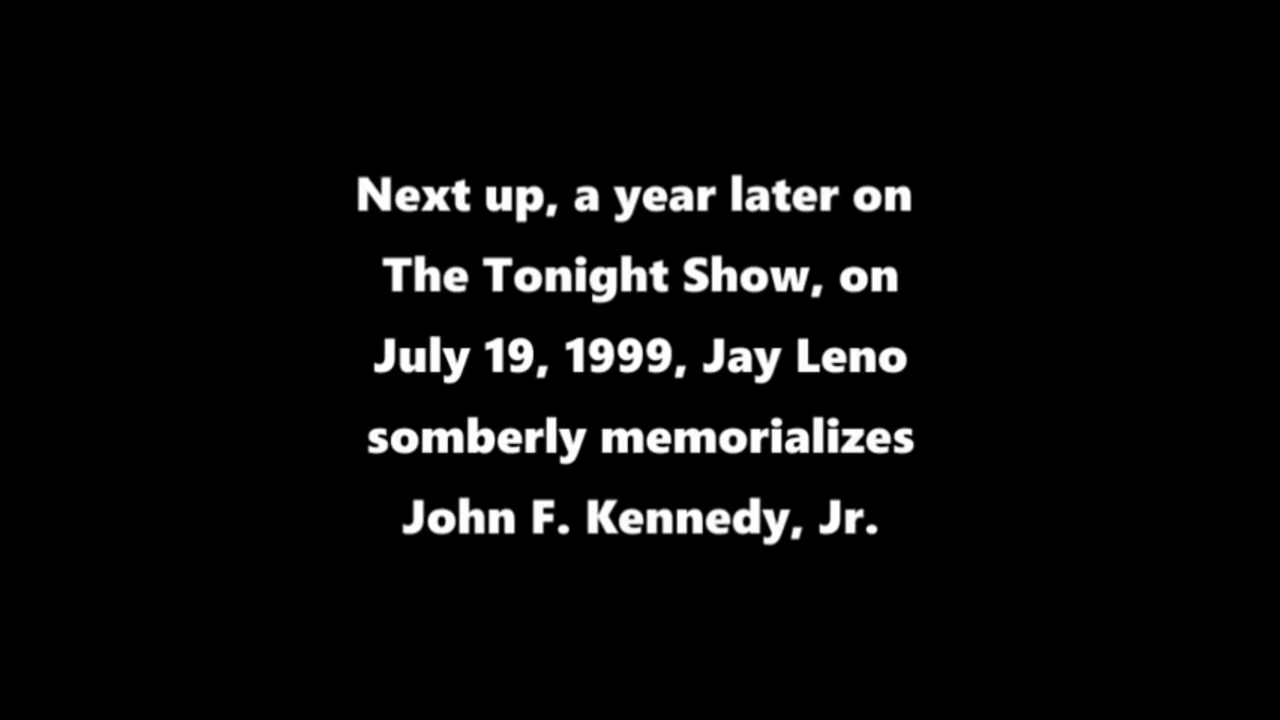 Next up, a year later on
The Tonight Show, on
July 19, 1999, Jay Leno
somberly memorializes
John F. Kennedy, Jr.